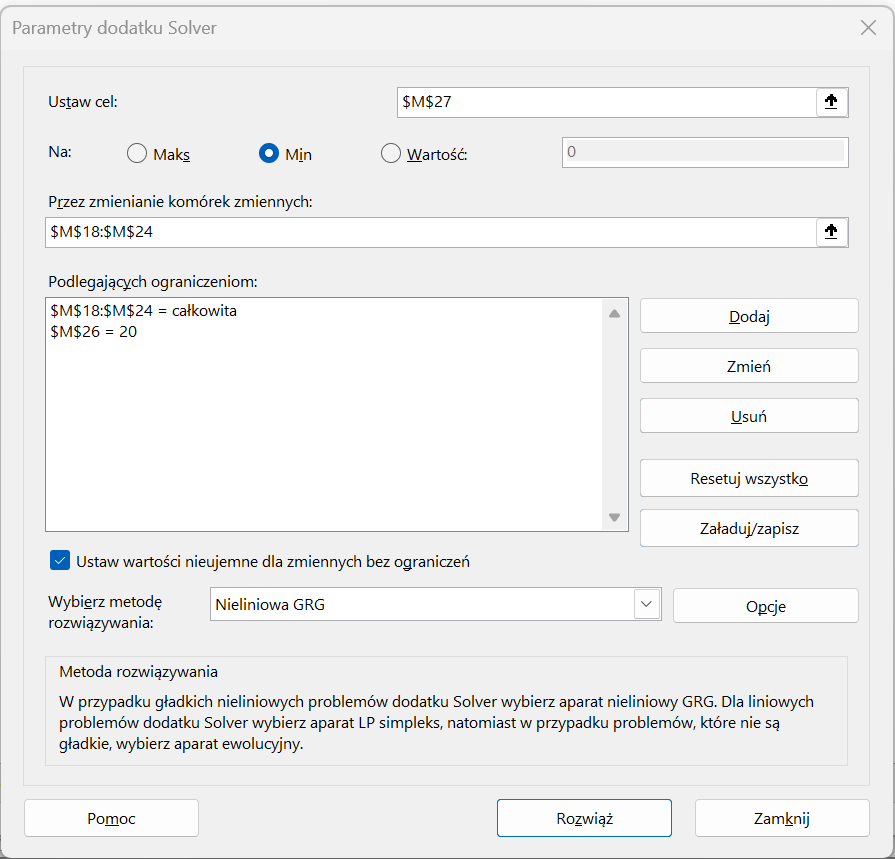 Parametry dodatku Solver
Ustaw cel:
$M$27
Na:
Maks
Min
Wartość:
0
Przez zmienianie komórek zmiennych:
$M$18:$M$24
Podlegających ograniczeniom:
$M$18:$M$24 = całkowita
$M$26 = 20
Dodaj
Zmień
Usuń
Resetuj wszystko
Załaduj/zapisz
Ustaw wartości nieujemne dla zmiennych bez ograniczeń
Wybierz metodę
rozwiązywania:
Nieliniowa GRG
Opcje
Metoda rozwiązywania
W przypadku gładkich nieliniowych problemów dodatku Solver wybierz aparat nieliniowy GRG. Dla liniowych
problemów dodatku Solver wybierz aparat LP simpleks, natomiast w przypadku problemów, które nie są
gładkie, wybierz aparat ewolucyjny.
Pomoc
Rozwiąż
Zamknij